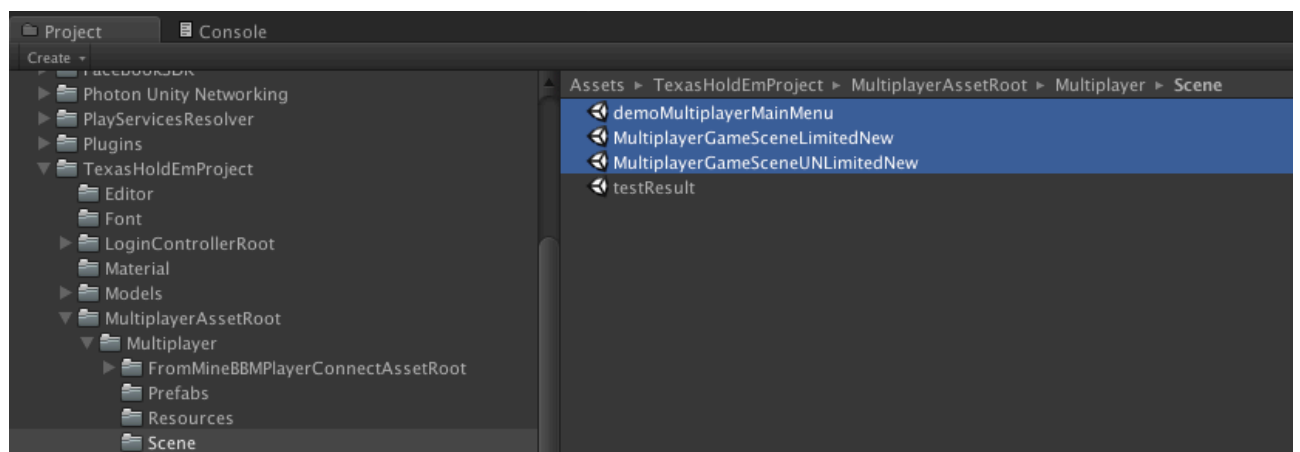 Project
Console
Create
FacebookSDK
Photon Unity Networking
PlayServicesResolver
Plugins
TexasHoldEmProject
Editor
Font
LoginControllerRoot
Material
Models
MultiplayerAssetRoot
Multiplayer
FromMineBBMPlayerConnectAssetRoot
Prefabs
Resources
Scene
Assets ▸ TexasHoldEmProject ▸ MultiplayerAssetRoot ▸ Multiplayer ▸ Scene
demoMultiplayerMainMenu
MultiplayerGameSceneLimitedNew
MultiplayerGameSceneUNLimitedNew
testResult